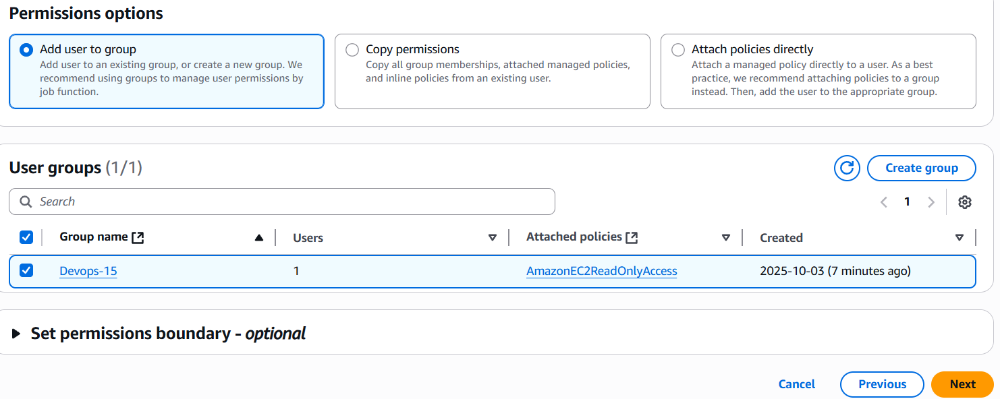 Permissions options
Add user to group
Add user to an existing group, or create a new group. We
recommend using groups to manage user permissions by
job function.
Copy permissions
Copy all group memberships, attached managed policies,
and inline policies from an existing user.
Attach policies directly
Attach a managed policy directly to a user. As a best
practice, we recommend attaching policies to a group
instead. Then, add the user to the appropriate group.
User groups (1/1)
Create group
Search
1
Group name Users Attached policies Created
Devops-15 1 AmazonEC2ReadOnlyAccess 2025-10-03 (7 minutes ago)
Set permissions boundary - optional
Cancel Previous Next